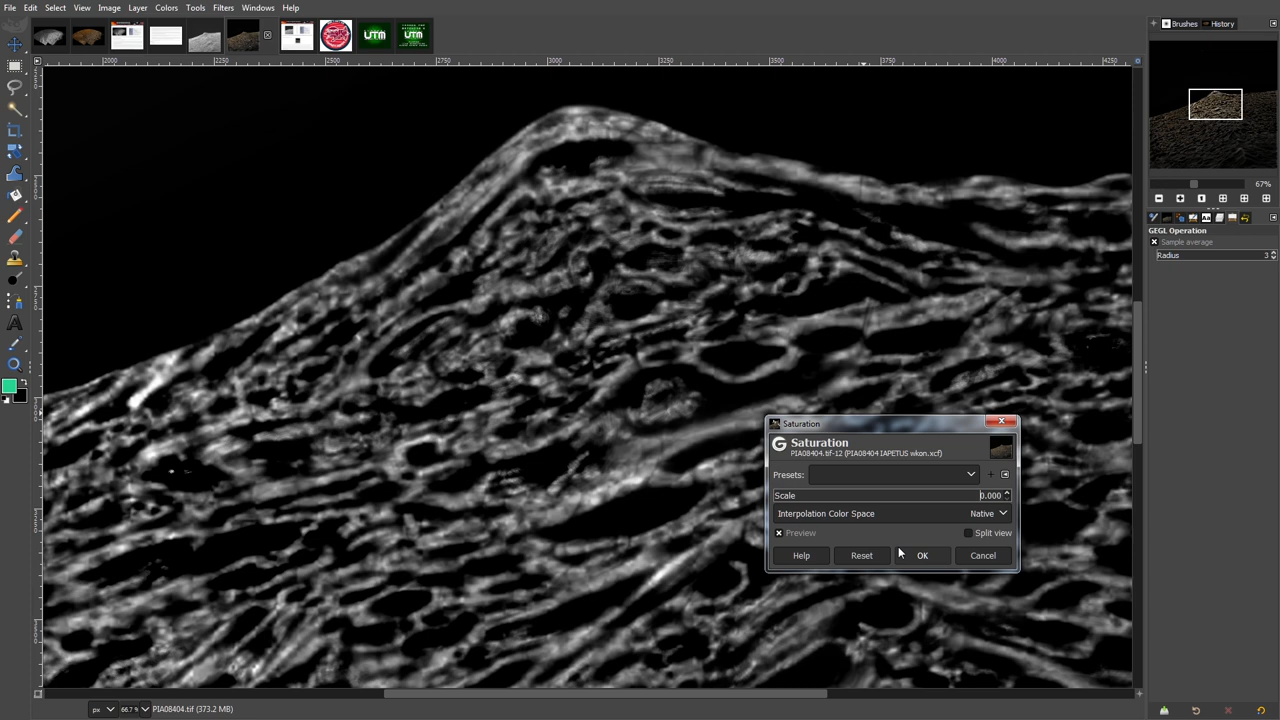 File Edit Select View Image Layer Colors Tools Filters Windows Help
UTM
UTM
Brushes
History
2000 2250 2500 2750 3000 3250 3500 3750 4000 4250
67%
GEGL Operation
Sample average
Radius 3
Saturation
Saturation
PIA08404.tif-12 (PIA08404 IAPETUS wkon.xcf)
Presets:
Scale 0.000
Interpolation Color Space Native
Preview Split view
Help Reset OK Cancel
px 66.7 % PIA08404.tif (373.2 MB)